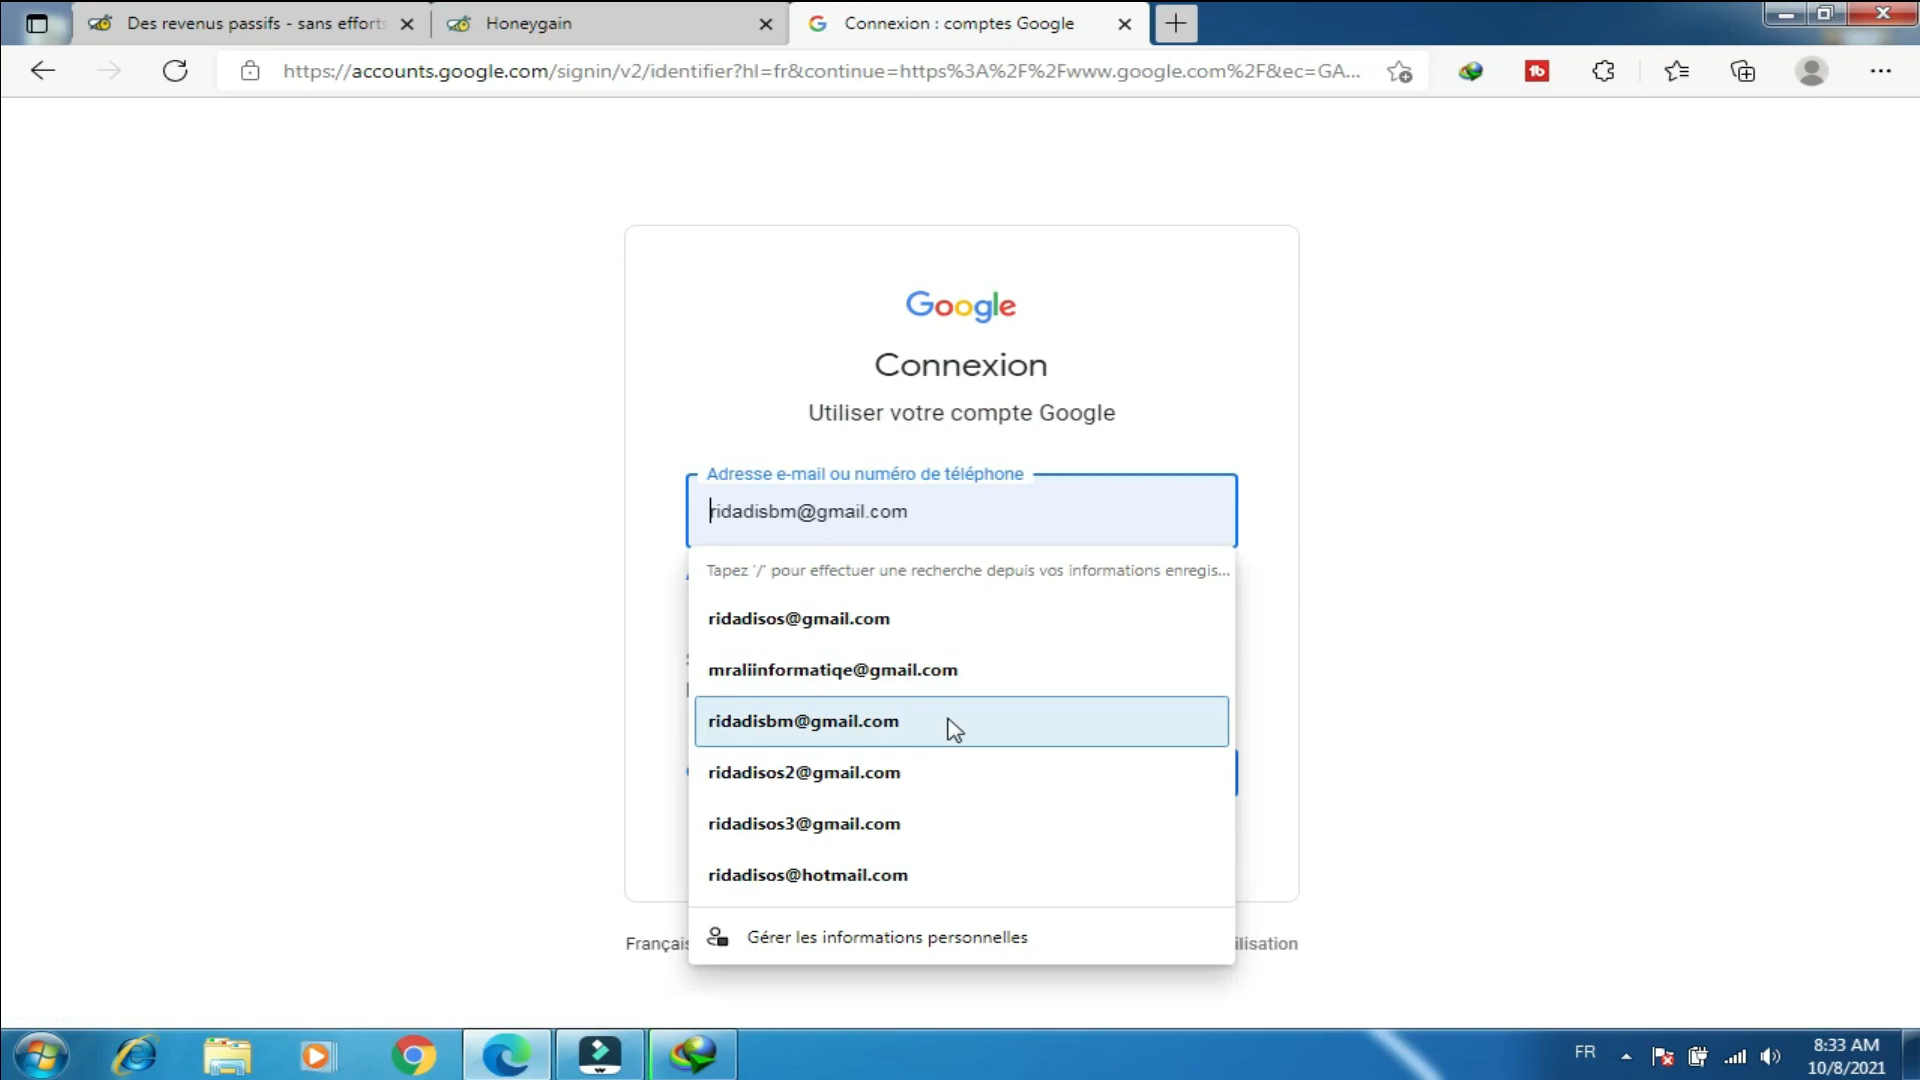 Des revenus passifs - sans effort
Honeygain
Connexion : comptes Google
https://accounts.google.com/signin/v2/identifier?hl=fr&continue=https%3A%2F%2Fwww.google.com%2F&ec=GA...
Google
Connexion
Utiliser votre compte Google
Adresse e-mail ou numéro de téléphone
ridadisbm@gmail.com
Tapez '/' pour effectuer une recherche depuis vos informations enregis...
ridadisos@gmail.com
mraliinformatiqe@gmail.com
ridadisbm@gmail.com
ridadisos2@gmail.com
ridadisos3@gmail.com
ridadisos@hotmail.com
Gérer les informations personnelles
Français
ilisation
FR
8:33 AM
10/8/2021